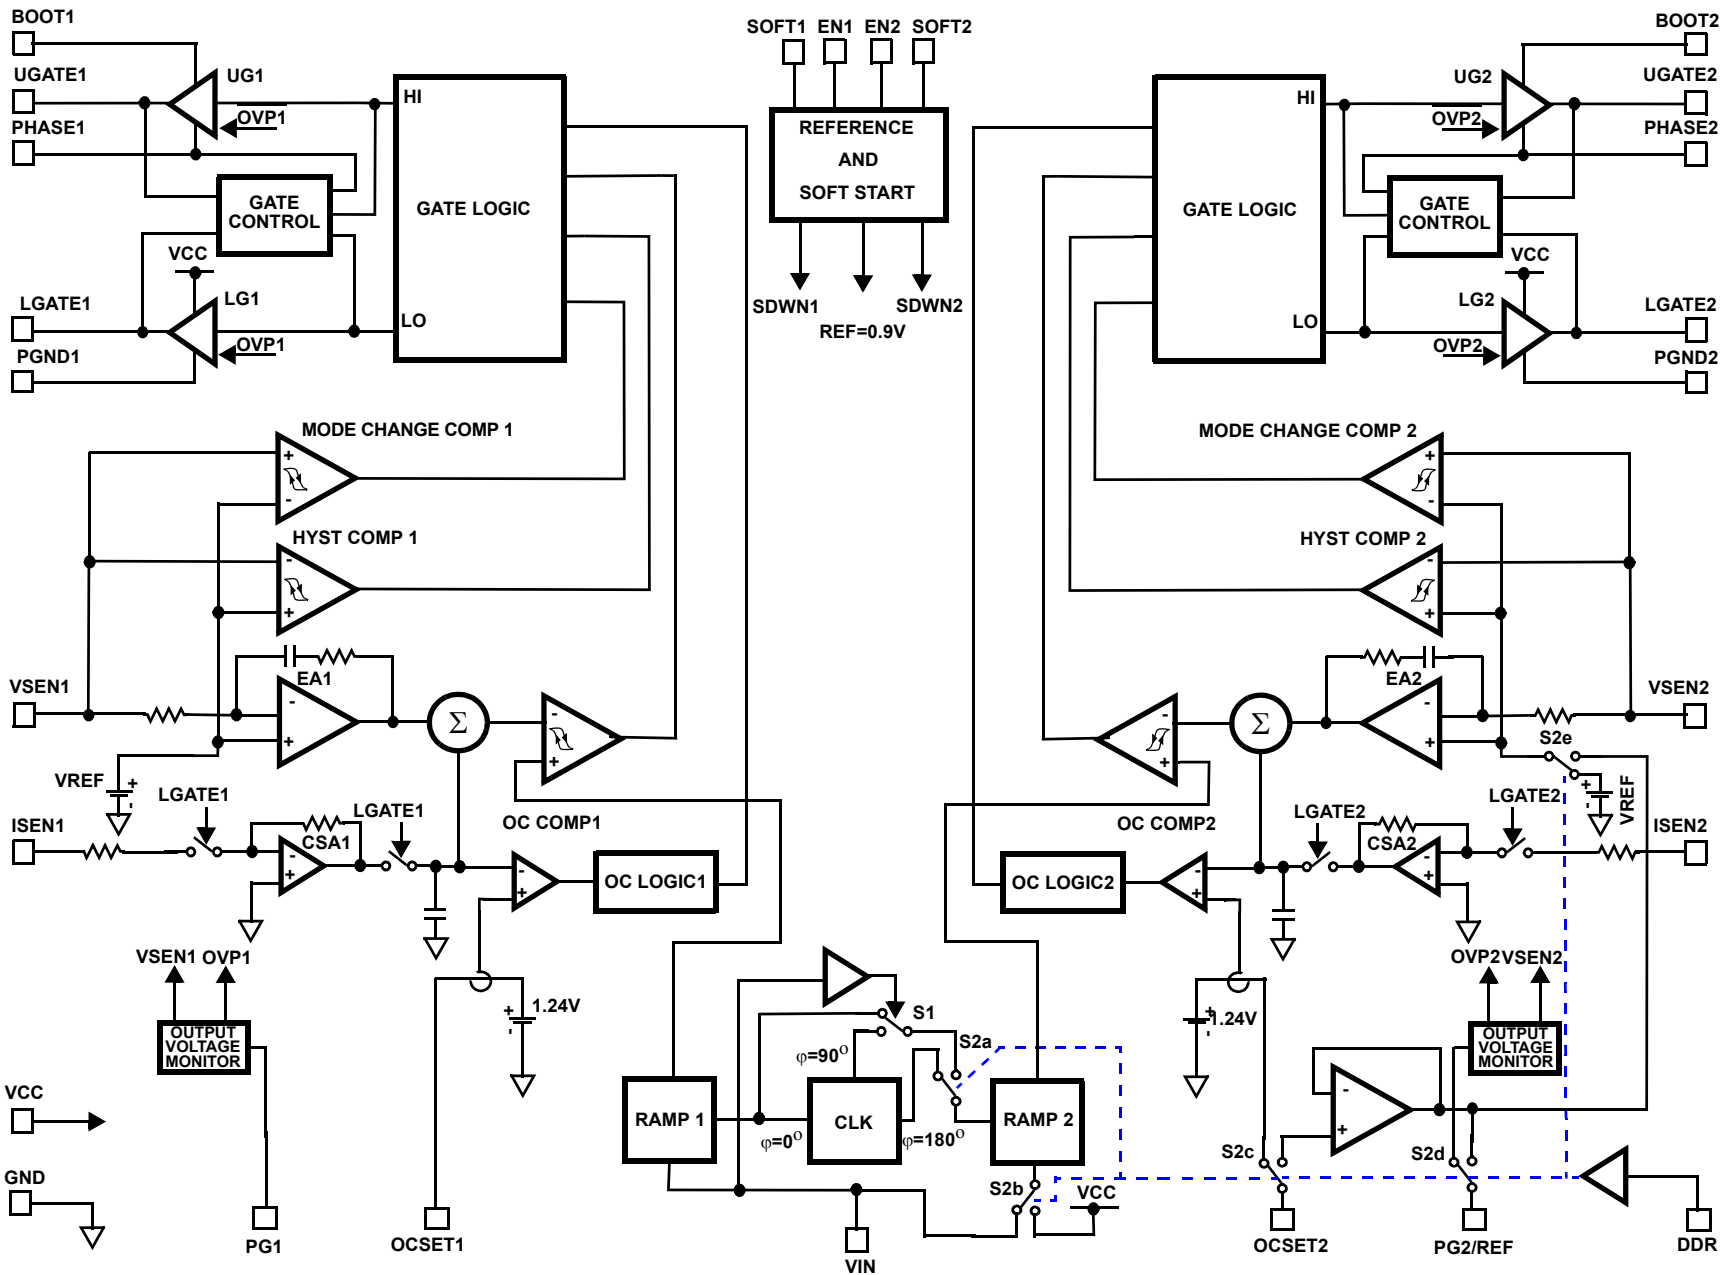 BOOT1
UGATE1
PHASE1
UG1
OVP1
GATE
CONTROL
VCC
LGATE1
LG1
OVP1
PGND1
HI
GATE LOGIC
LO
SOFT1
EN1
EN2
SOFT2
REFERENCE
AND
SOFT START
SDWN1
SDWN2
REF=0.9V
HI
GATE LOGIC
LO
BOOT2
UG2
UGATE2
OVP2
PHASE2
GATE
CONTROL
VCC
LG2
LGATE2
OVP2
PGND2
MODE CHANGE COMP 1
+
-
HYST COMP 1
-
+
EA1
VSEN1
-
+
Σ
-
+
VREF
+
-
LGATE1
LGATE1
ISEN1
CSA1
-
+
OC COMP1
-
+
OC LOGIC1
MODE CHANGE COMP 2
+
-
HYST COMP 2
-
+
EA2
VSEN2
-
+
Σ
-
+
S2e
+
-
VREF
LGATE2
LGATE2
ISEN2
CSA2
-
+
OC COMP2
-
+
OC LOGIC2
VSEN1
OVP1
OUTPUT
VOLTAGE
MONITOR
+
-
1.24V
S1
S2a
φ=90°
RAMP 1
φ=0°
CLK
φ=180°
RAMP 2
+
-
1.24V
OVP2
VSEN2
OUTPUT
VOLTAGE
MONITOR
-
+
VCC
GND
PG1
OCSET1
VIN
S2b
VCC
S2c
S2d
OCSET2
PG2/REF
DDR